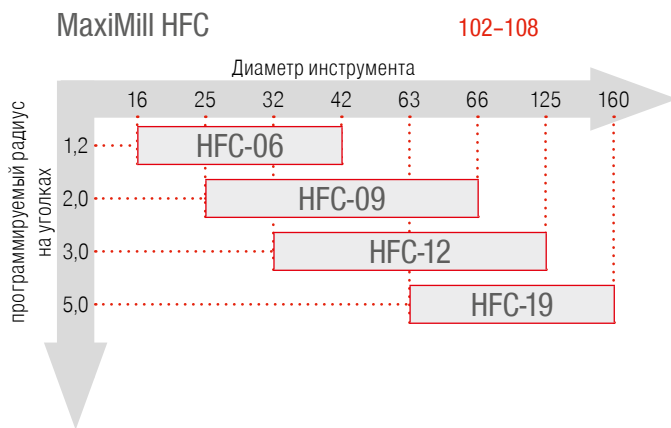 MaxiMill HFC 102–108
Диаметр инструмента
16 25 32 42 63 66 125 160
программируемый радиус
на уголках
1,2 HFC-06
2,0 HFC-09
3,0 HFC-12
5,0 HFC-19